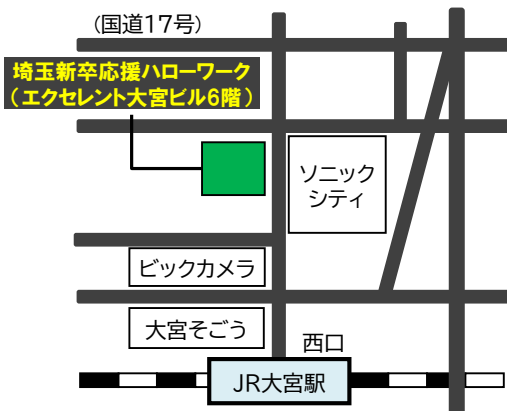 (国道17号)
埼玉新卒応援ハローワーク
(エクセレント大宮ビル6階)
ソニック
シティ
ビックカメラ
大宮そごう
西口
JR大宮駅